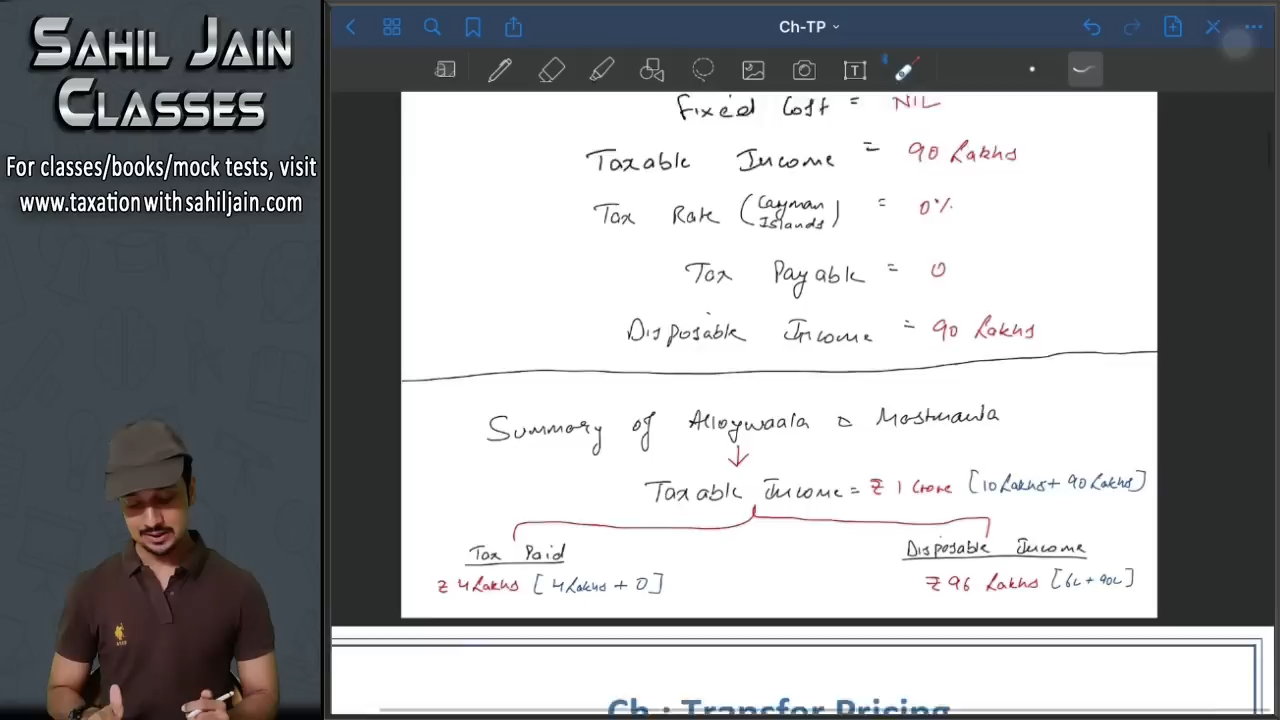 SAHIL JAIN
CLASSES
For classes/books/mock tests, visit
www.taxationwithsahiljain.com
Ch-TP
Fixed Cost = NIL
Taxable Income = 90 Lakhs
Tax Rate (Cayman Islands) = 0%
Tax Payable = 0
Disposable Income = 90 Lakhs
Summary of Alloywaala & Mastmaula
Taxable Income = ₹ 1 Crore [10 Lakhs + 90 Lakhs]
Tax Paid
₹ 4 Lakhs [4 Lakhs + 0]
Disposable Income
₹ 96 Lakhs [6L + 90L]
Ch : Transfer Pricing